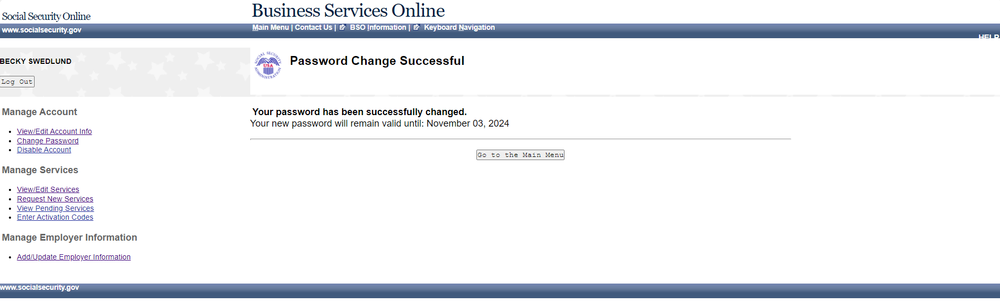 Social Security Online
Business Services Online
www.socialsecurity.gov
Main Menu | Contact Us | BSO Information | Keyboard Navigation
HELP
BECKY SWEDLUND
Log Out
SOCIAL SECURITY ADMINISTRATION
USA
Password Change Successful
Manage Account
View/Edit Account Info
Change Password
Disable Account
Manage Services
View/Edit Services
Request New Services
View Pending Services
Enter Activation Codes
Manage Employer Information
Add/Update Employer Information
Your password has been successfully changed.
Your new password will remain valid until: November 03, 2024
Go to the Main Menu
www.socialsecurity.gov